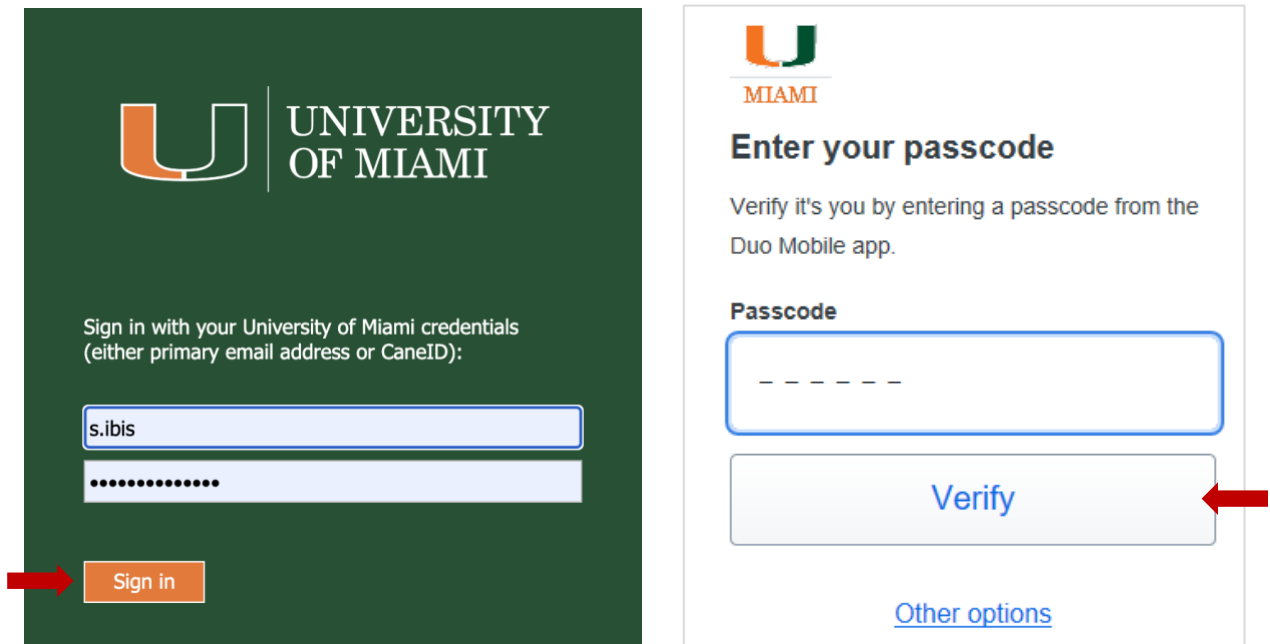 UNIVERSITY
OF MIAMI
Sign in with your University of Miami credentials
(either primary email address or CaneID):
s.ibis
••••••••••••••
Sign in
MIAMI
Enter your passcode
Verify it's you by entering a passcode from the
Duo Mobile app.
Passcode
_ _ _ _ _ _
Verify
Other options